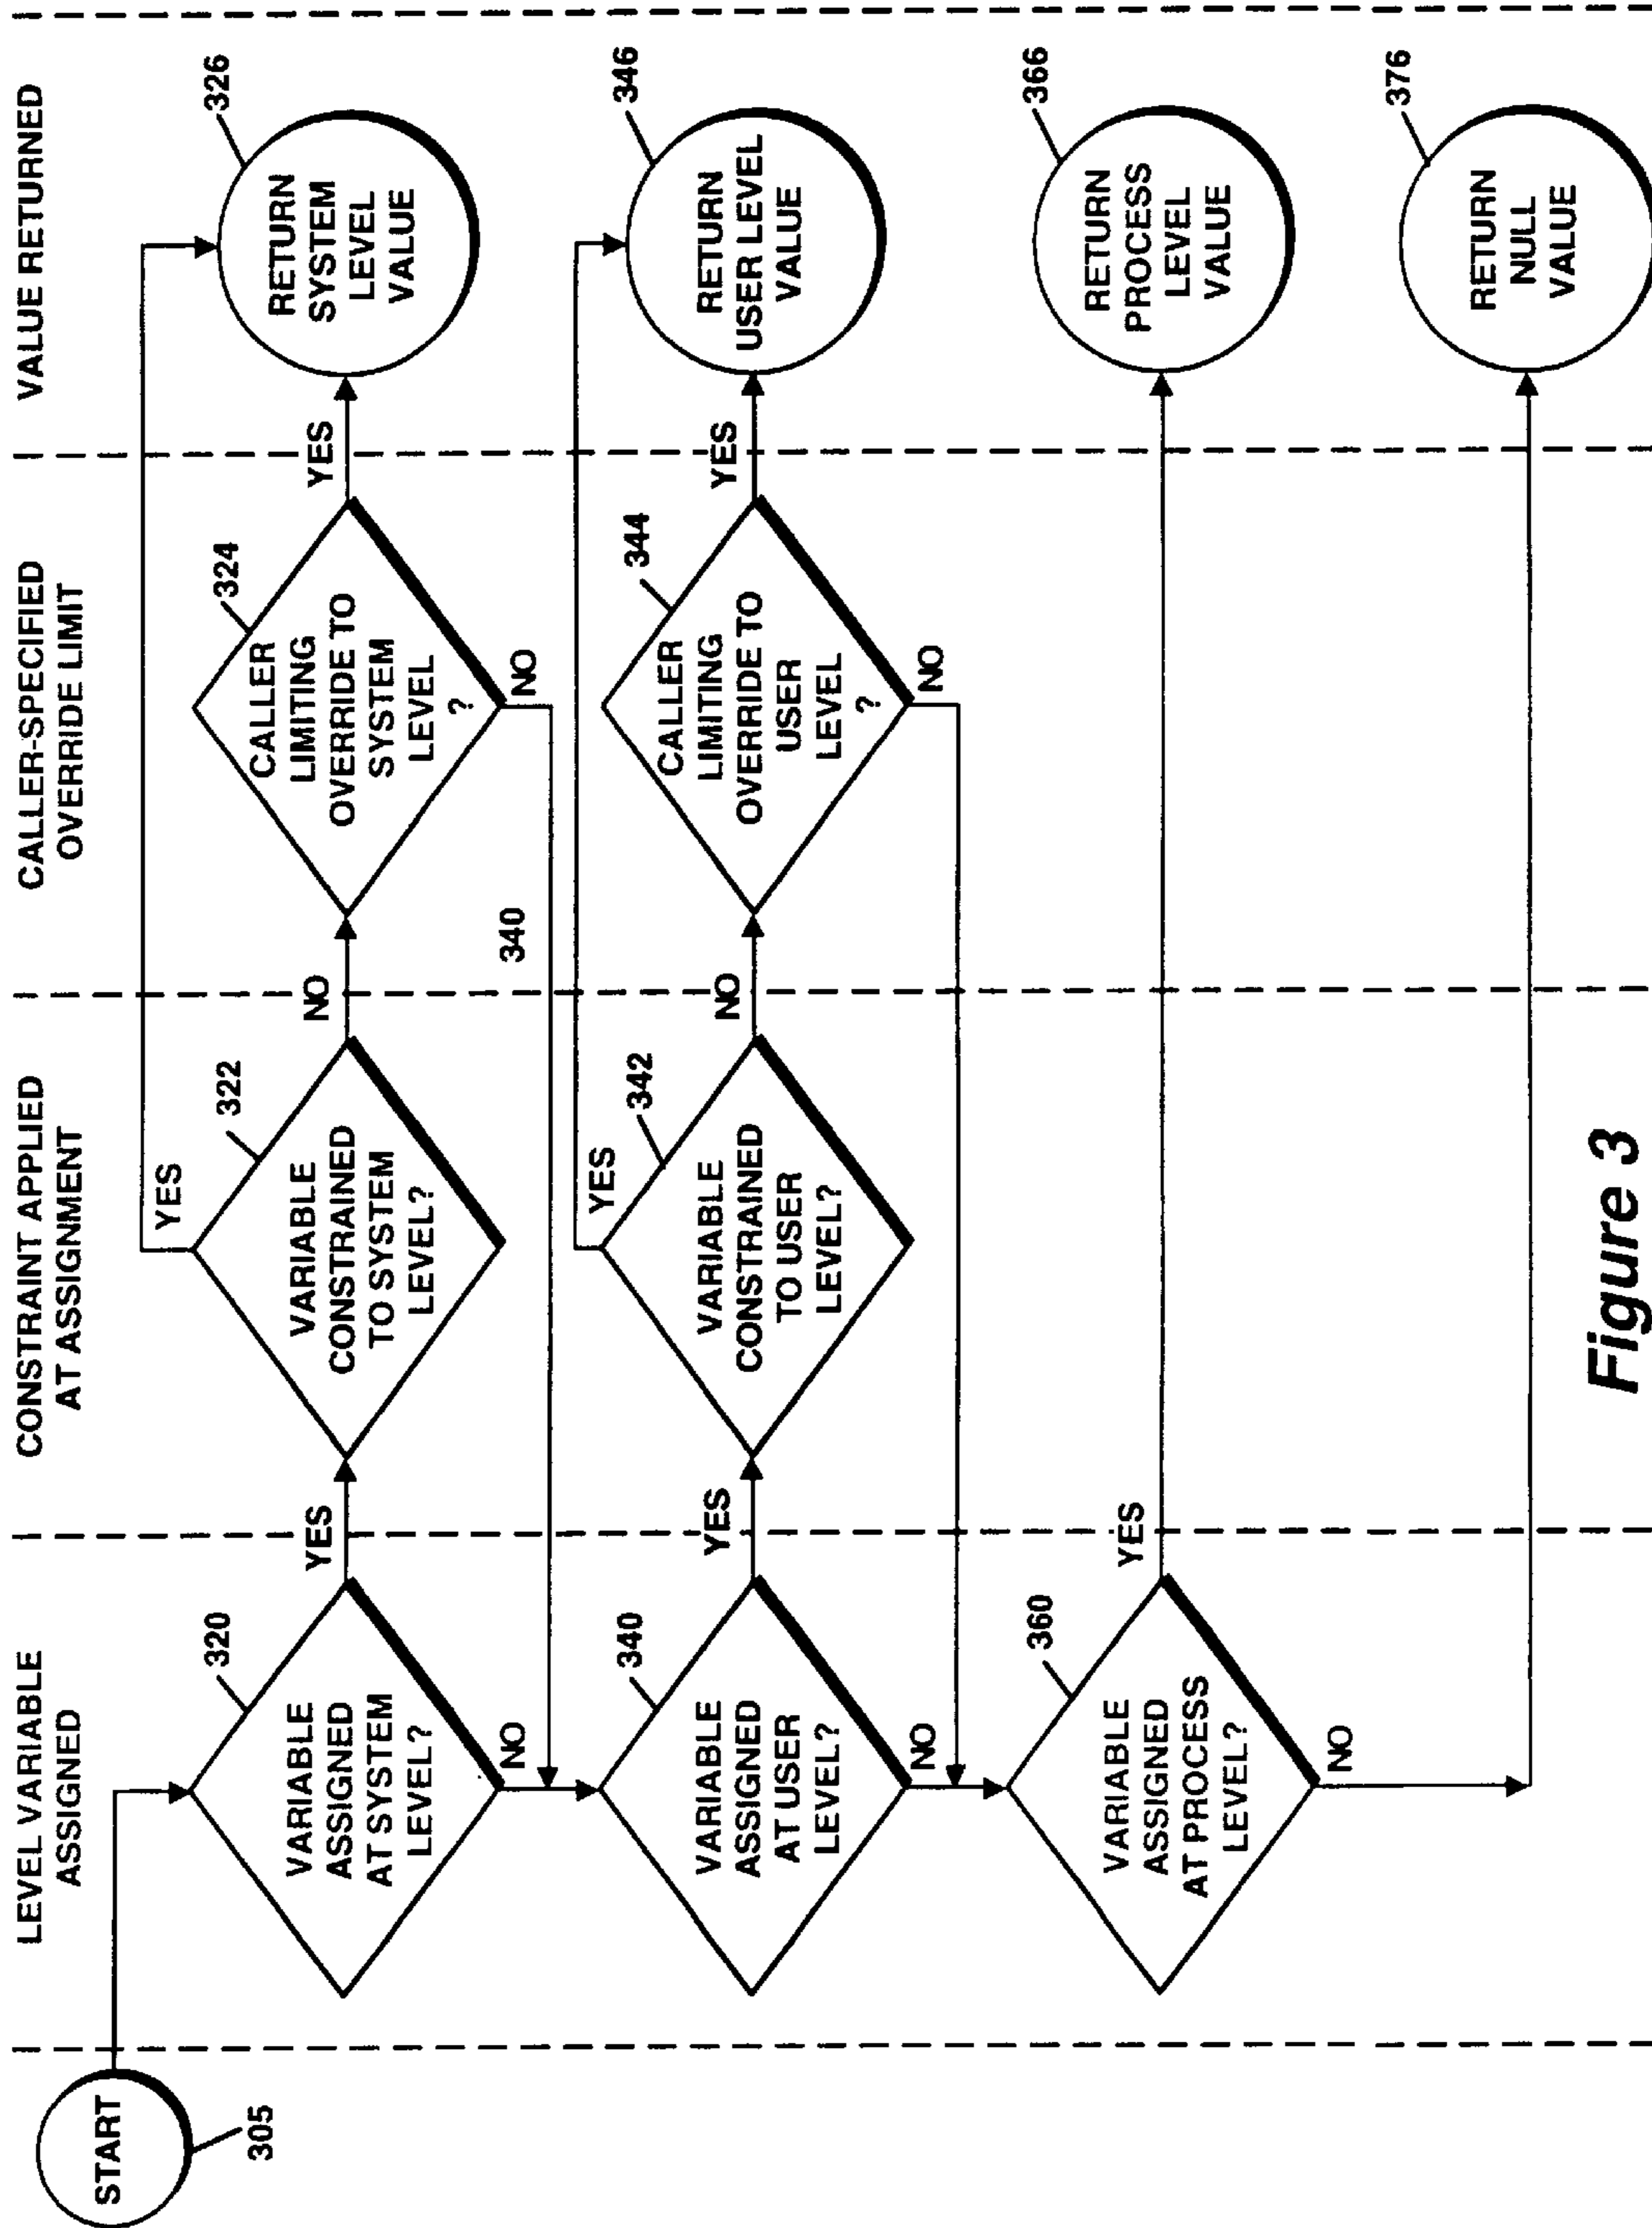 LEVEL VARIABLE
ASSIGNED
CONSTRAINT APPLIED
AT ASSIGNMENT
CALLER-SPECIFIED
OVERRIDE LIMIT
VALUE RETURNED
START
305
VARIABLE
ASSIGNED
AT SYSTEM
LEVEL?
320
YES
NO
VARIABLE
CONSTRAINED
TO SYSTEM
LEVEL?
322
YES
NO
CALLER
LIMITING
OVERRIDE TO
SYSTEM
LEVEL
?
324
YES
NO
RETURN
SYSTEM
LEVEL
VALUE
326
340
VARIABLE
ASSIGNED
AT USER
LEVEL?
340
YES
NO
VARIABLE
CONSTRAINED
TO USER
LEVEL?
342
YES
NO
CALLER
LIMITING
OVERRIDE TO
USER
LEVEL
?
344
YES
NO
RETURN
USER LEVEL
VALUE
346
VARIABLE
ASSIGNED
AT PROCESS
LEVEL?
360
YES
NO
RETURN
PROCESS
LEVEL
VALUE
366
RETURN
NULL
VALUE
376
Figure 3